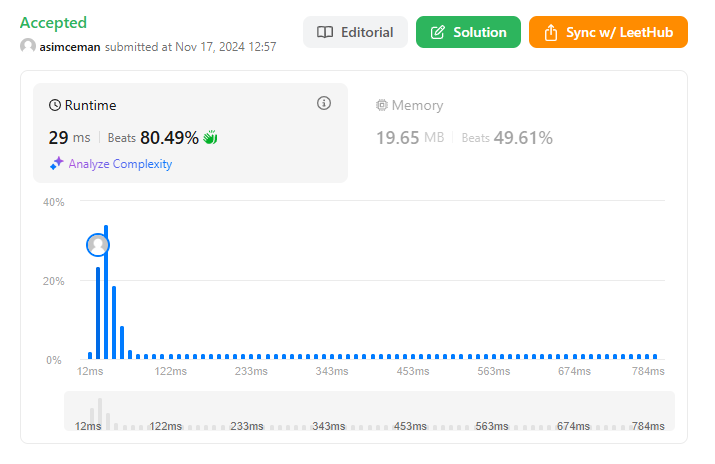 Accepted
asimceman submitted at Nov 17, 2024 12:57
Editorial
Solution
Sync w/ LeetHub
Runtime
29 ms Beats 80.49%
Analyze Complexity
Memory
19.65 MB Beats 49.61%
40%
20%
0%
12ms 122ms 233ms 343ms 453ms 563ms 674ms 784ms
12ms 122ms 233ms 343ms 453ms 563ms 674ms 784ms